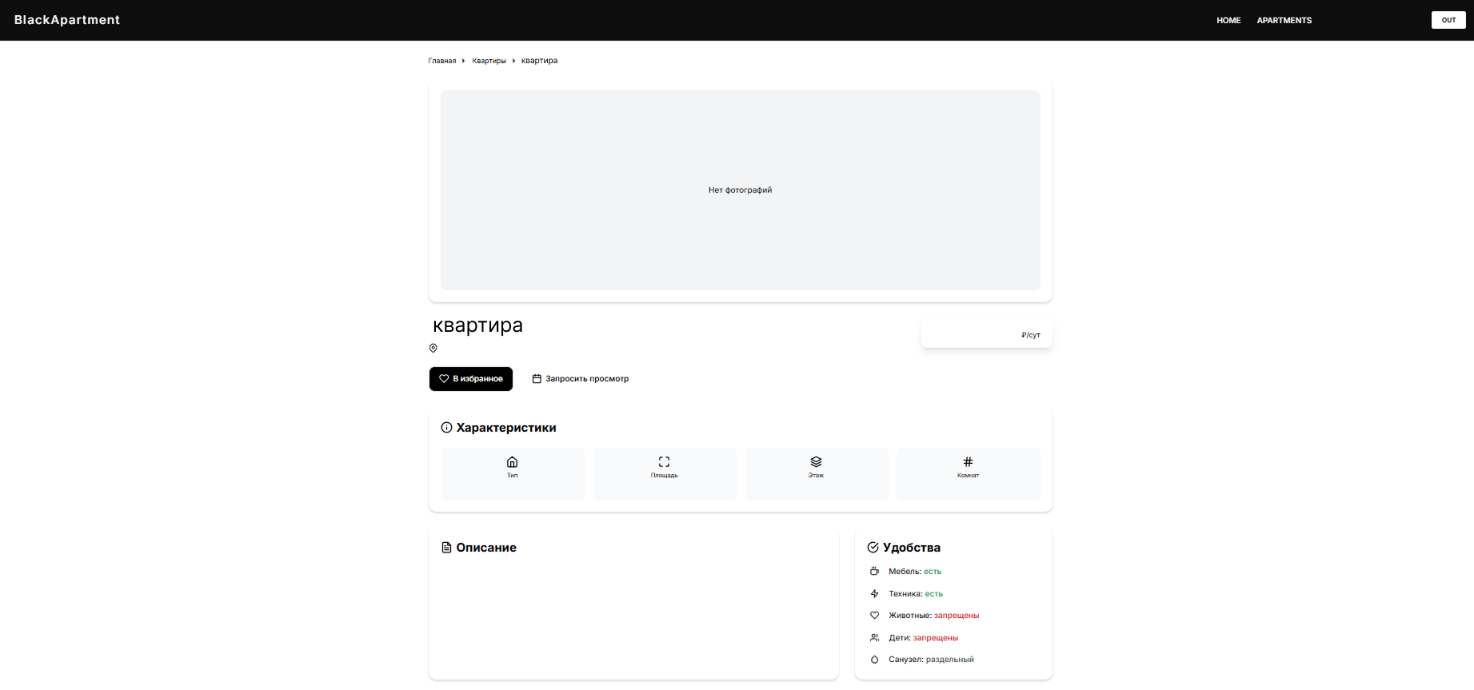 BlackApartment HOME APARTMENTS OUT
Главная Квартиры квартира
Нет фотографий
квартира
₽/сут
В избранное Запросить просмотр
Характеристики
Тип Площадь Этаж Комнат
Описание
Удобства
Мебель: есть
Техника: есть
Животные: запрещены
Дети: запрещены
Санузел: раздельный